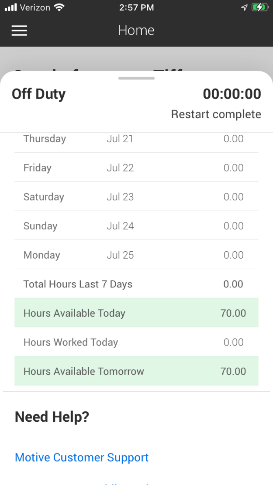 Verizon 2:57 PM
Home
Off Duty 00:00:00
Restart complete
Thursday Jul 21 0.00
Friday Jul 22 0.00
Saturday Jul 23 0.00
Sunday Jul 24 0.00
Monday Jul 25 0.00
Total Hours Last 7 Days 0.00
Hours Available Today 70.00
Hours Worked Today 0.00
Hours Available Tomorrow 70.00
Need Help?
Motive Customer Support